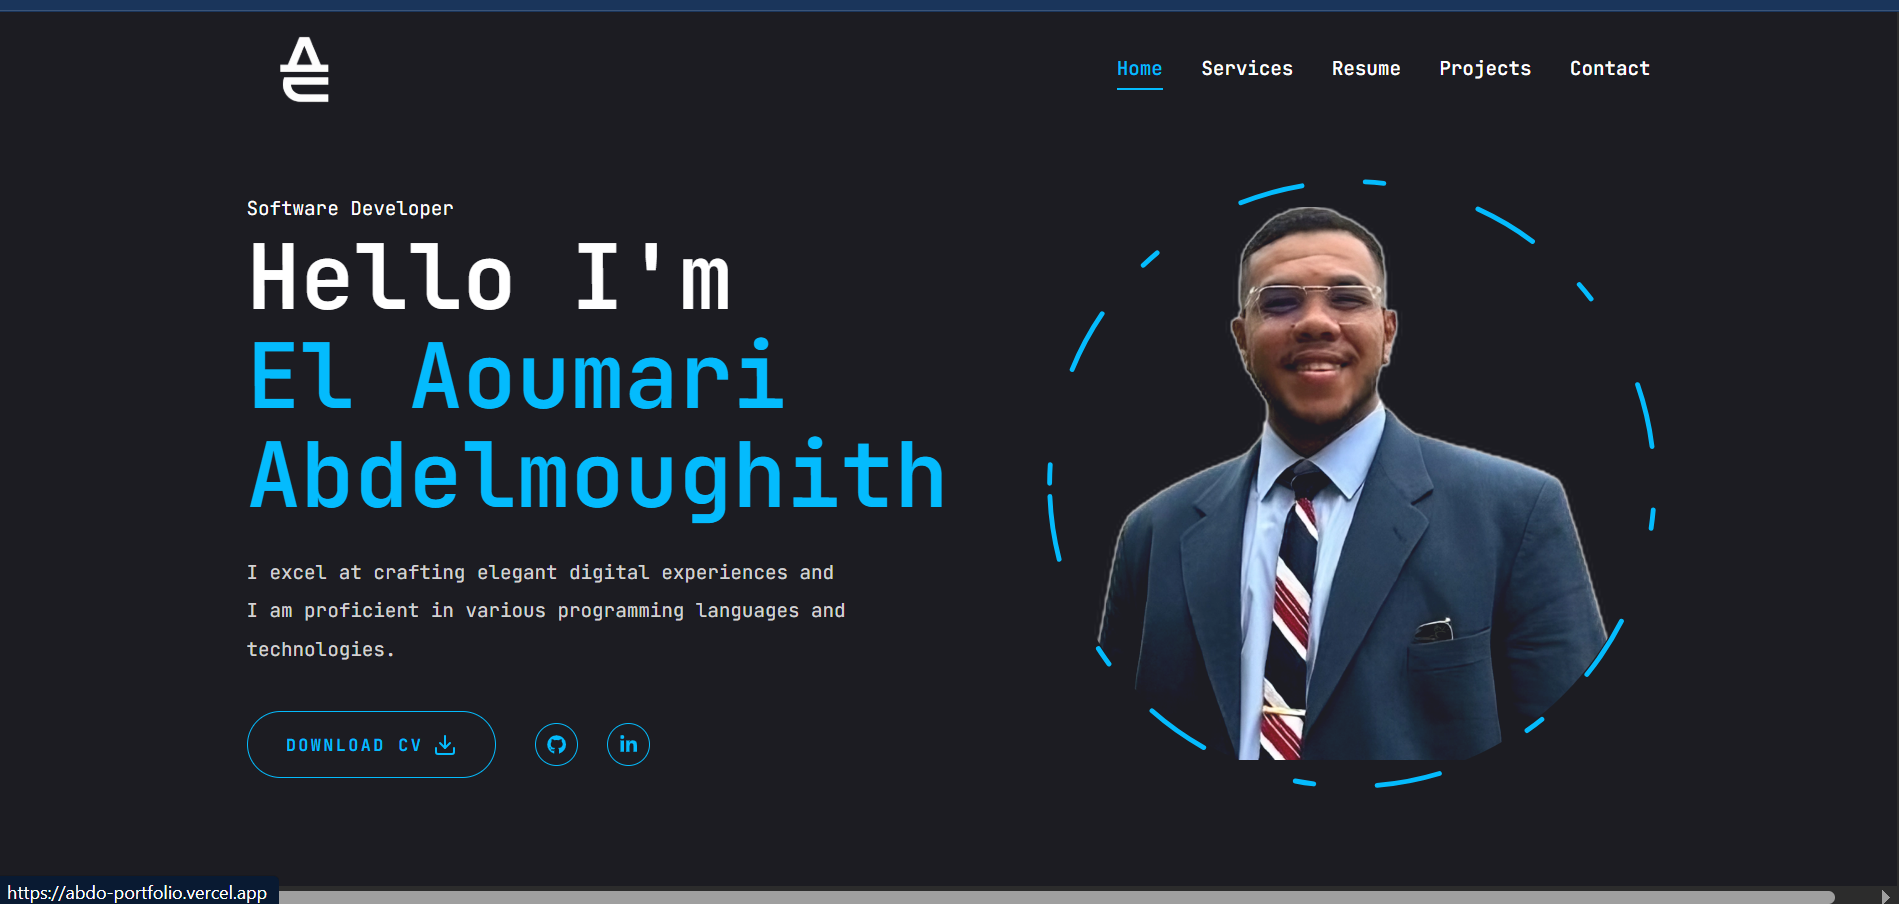 AE
Home Services Resume Projects Contact
Software Developer
Hello I'm
El Aoumari
Abdelmoughith
I excel at crafting elegant digital experiences and
I am proficient in various programming languages and
technologies.
DOWNLOAD CV
in
https://abdo-portfolio.vercel.app